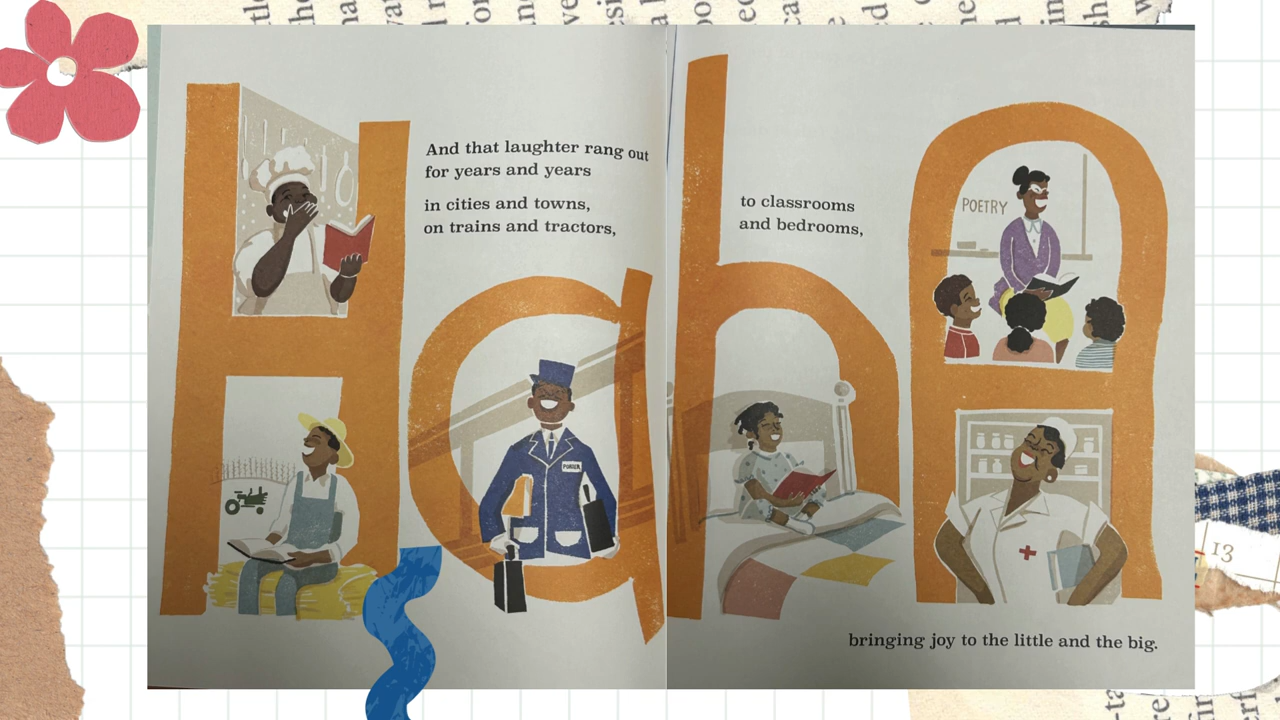 And that laughter rang out
for years and years
in cities and towns,
on trains and tractors,
PORTER
to classrooms
and bedrooms,
POETRY
bringing joy to the little and the big.
13